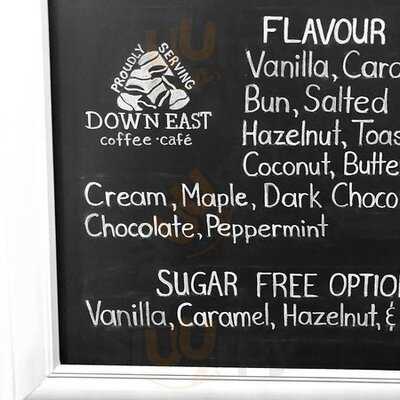 PROUDLY SERVING
DOWN EAST
coffee · café
FLAVOUR
Vanilla, Cara
Bun, Salted
Hazelnut, Toas
Coconut, Butte
Cream, Maple, Dark Choco
Chocolate, Peppermint
SUGAR FREE OPTIO
Vanilla, Caramel, Hazelnut, &